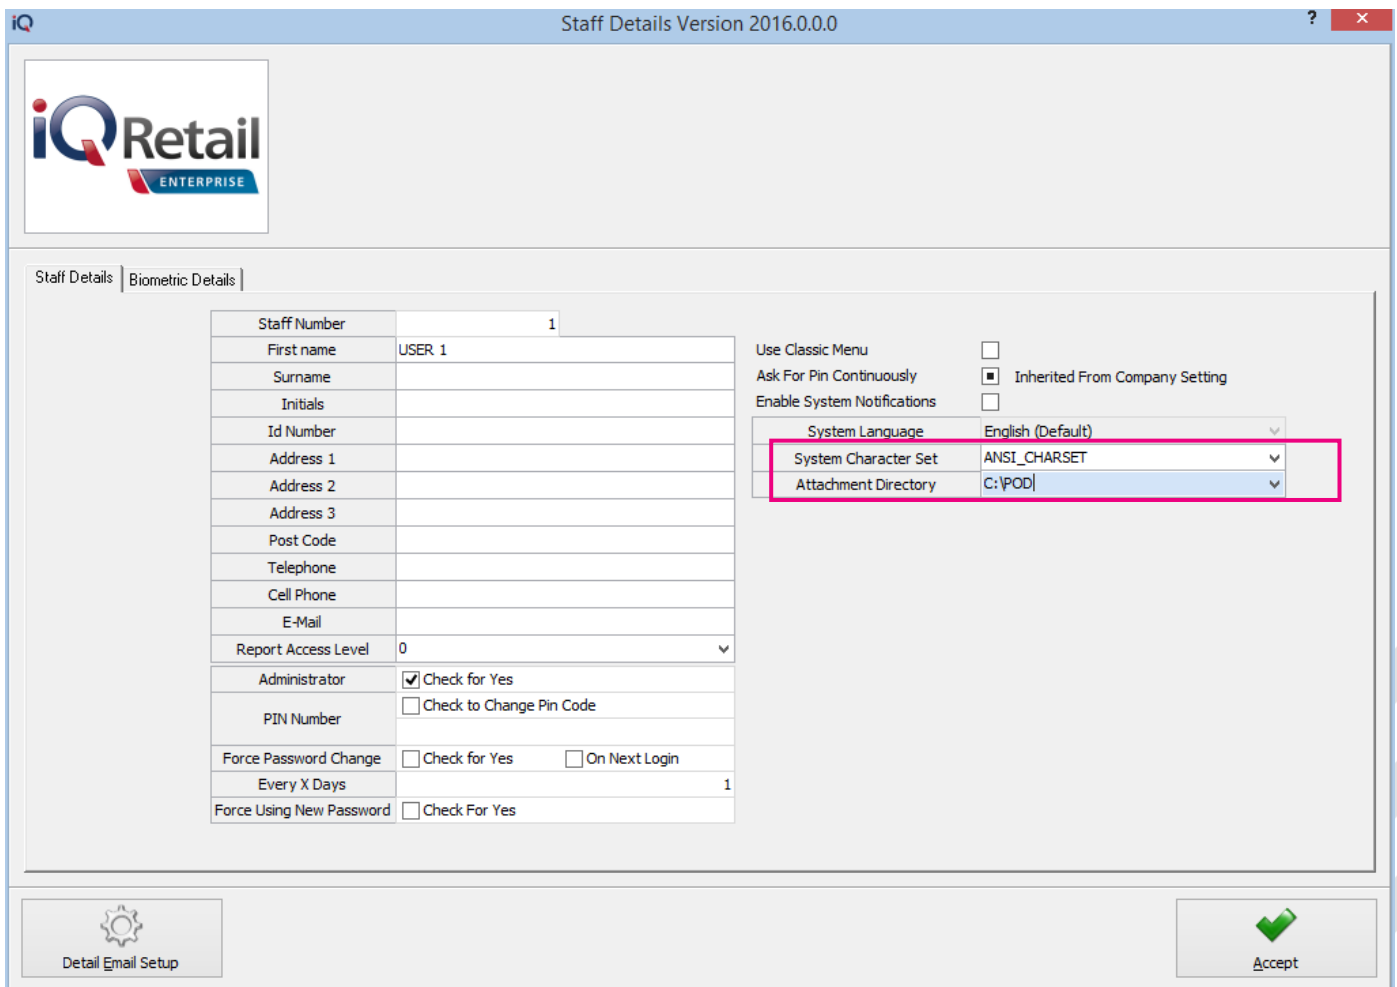 iQ
Staff Details Version 2016.0.0.0
?
iQ Retail
ENTERPRISE
Staff Details
Biometric Details
Staff Number 1
First name USER 1
Surname
Initials
Id Number
Address 1
Address 2
Address 3
Post Code
Telephone
Cell Phone
E-Mail
Report Access Level 0
Administrator Check for Yes
PIN Number Check to Change Pin Code
Force Password Change Check for Yes On Next Login
Every X Days 1
Force Using New Password Check For Yes
Use Classic Menu
Ask For Pin Continuously Inherited From Company Setting
Enable System Notifications
System Language English (Default)
System Character Set ANSI_CHARSET
Attachment Directory C:\POD
Detail Email Setup
Accept